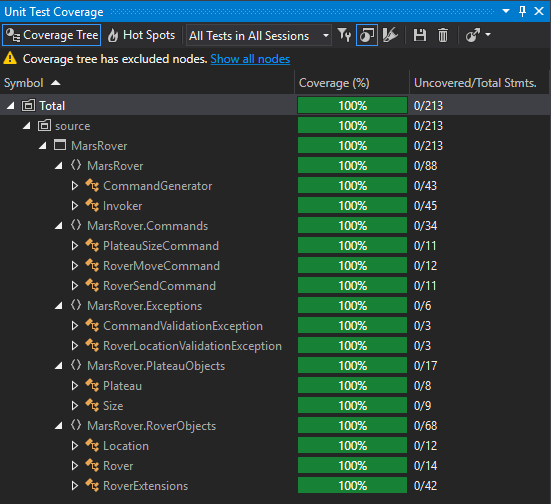 Unit Test Coverage
Coverage Tree Hot Spots All Tests in All Sessions
Coverage tree has excluded nodes. Show all nodes
Symbol Coverage (%) Uncovered/Total Stmts.
Total 100% 0/213
source 100% 0/213
MarsRover 100% 0/213
MarsRover 100% 0/88
CommandGenerator 100% 0/43
Invoker 100% 0/45
MarsRover.Commands 100% 0/34
PlateauSizeCommand 100% 0/11
RoverMoveCommand 100% 0/12
RoverSendCommand 100% 0/11
MarsRover.Exceptions 100% 0/6
CommandValidationException 100% 0/3
RoverLocationValidationException 100% 0/3
MarsRover.PlateauObjects 100% 0/17
Plateau 100% 0/8
Size 100% 0/9
MarsRover.RoverObjects 100% 0/68
Location 100% 0/12
Rover 100% 0/14
RoverExtensions 100% 0/42